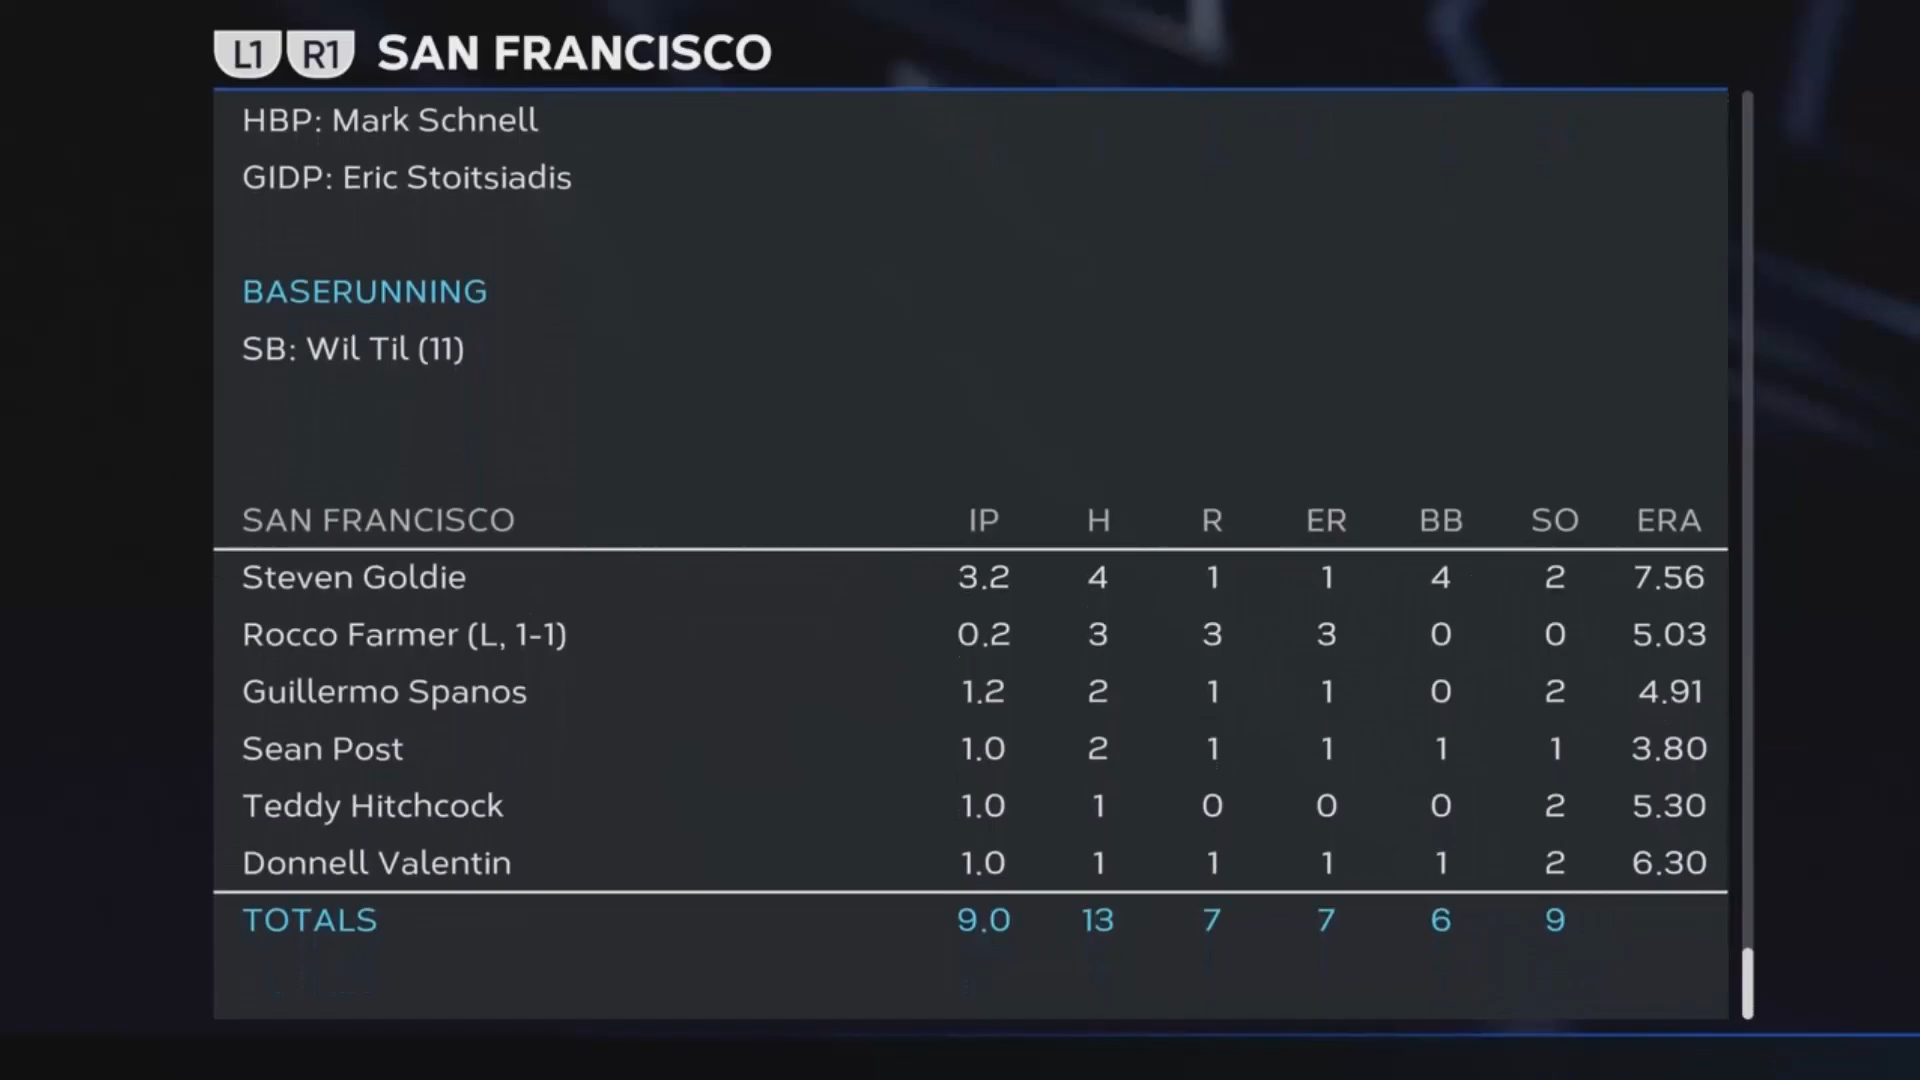 L1 R1 SAN FRANCISCO
HBP: Mark Schnell
GIDP: Eric Stoitsiadis
BASERUNNING
SB: Wil Til (11)
SAN FRANCISCO IP H R ER BB SO ERA
Steven Goldie 3.2 4 1 1 4 2 7.56
Rocco Farmer (L, 1-1) 0.2 3 3 3 0 0 5.03
Guillermo Spanos 1.2 2 1 1 0 2 4.91
Sean Post 1.0 2 1 1 1 1 3.80
Teddy Hitchcock 1.0 1 0 0 0 2 5.30
Donnell Valentin 1.0 1 1 1 1 2 6.30
TOTALS 9.0 13 7 7 6 9